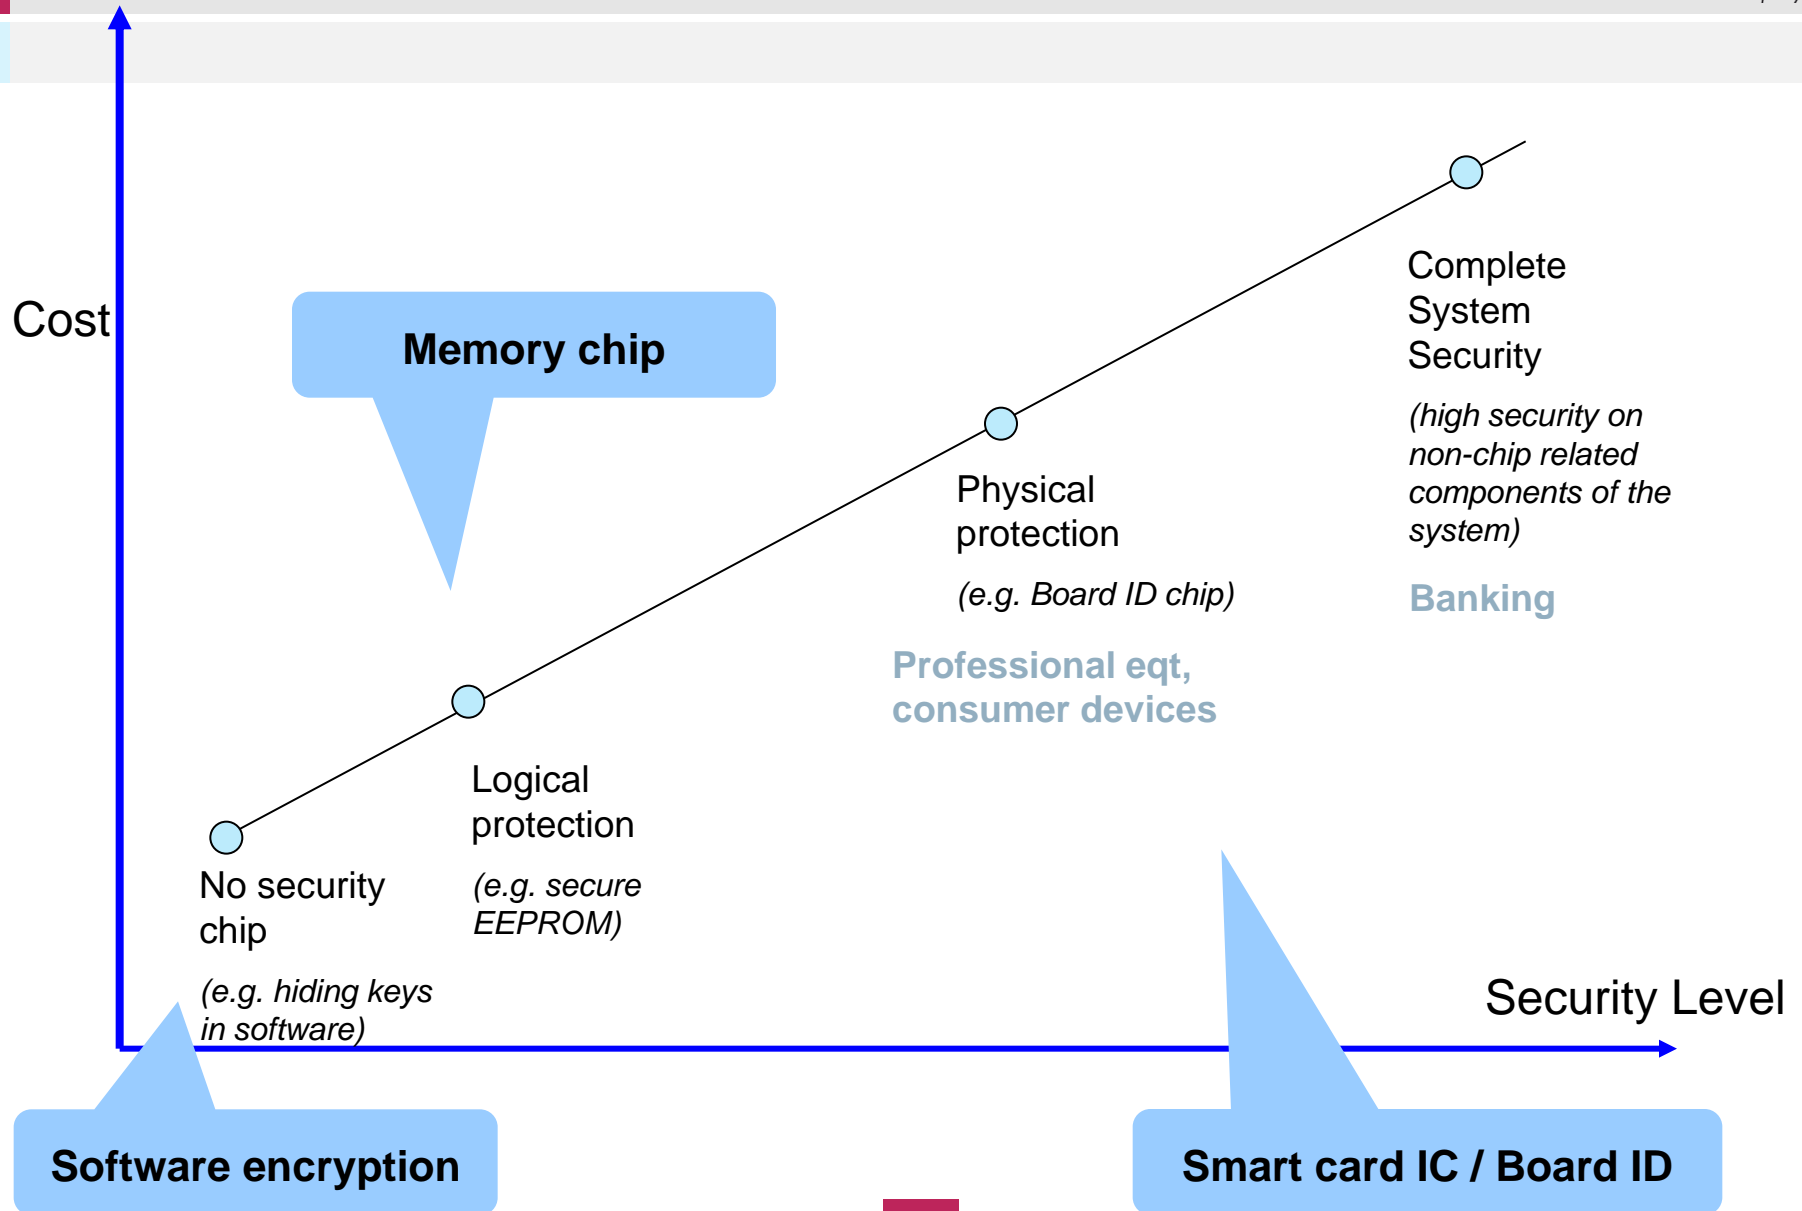 Cost
Memory chip
Complete
System
Security
(high security on
non-chip related
components of the
system)
Banking
Physical
protection
(e.g. Board ID chip)
Professional eqt,
consumer devices
Logical
protection
(e.g. secure
EEPROM)
No security
chip
(e.g. hiding keys
in software)
Security Level
Software encryption
Smart card IC / Board ID